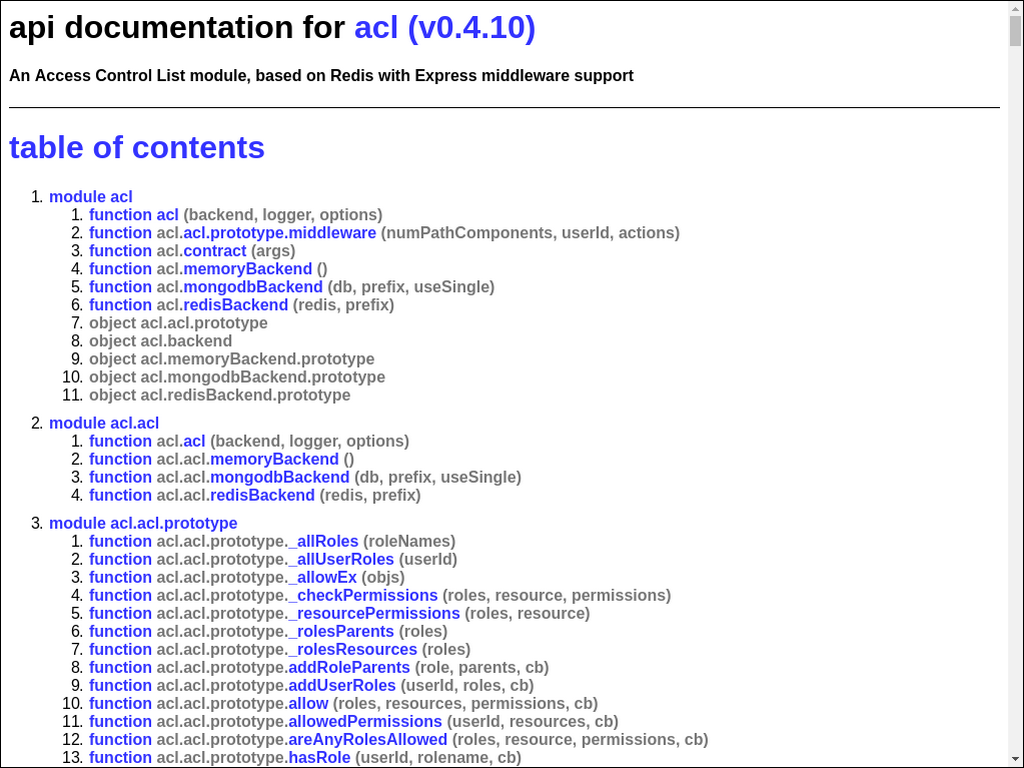 api documentation for acl (v0.4.10)
An Access Control List module, based on Redis with Express middleware support
table of contents
1. module acl
1. function acl (backend, logger, options)
2. function acl.acl.prototype.middleware (numPathComponents, userId, actions)
3. function acl.contract (args)
4. function acl.memoryBackend ()
5. function acl.mongodbBackend (db, prefix, useSingle)
6. function acl.redisBackend (redis, prefix)
7. object acl.acl.prototype
8. object acl.backend
9. object acl.memoryBackend.prototype
10. object acl.mongodbBackend.prototype
11. object acl.redisBackend.prototype
2. module acl.acl
1. function acl.acl (backend, logger, options)
2. function acl.acl.memoryBackend ()
3. function acl.acl.mongodbBackend (db, prefix, useSingle)
4. function acl.acl.redisBackend (redis, prefix)
3. module acl.acl.prototype
1. function acl.acl.prototype._allRoles (roleNames)
2. function acl.acl.prototype._allUserRoles (userId)
3. function acl.acl.prototype._allowEx (objs)
4. function acl.acl.prototype._checkPermissions (roles, resource, permissions)
5. function acl.acl.prototype._resourcePermissions (roles, resource)
6. function acl.acl.prototype._rolesParents (roles)
7. function acl.acl.prototype._rolesResources (roles)
8. function acl.acl.prototype.addRoleParents (role, parents, cb)
9. function acl.acl.prototype.addUserRoles (userId, roles, cb)
10. function acl.acl.prototype.allow (roles, resources, permissions, cb)
11. function acl.acl.prototype.allowedPermissions (userId, resources, cb)
12. function acl.acl.prototype.areAnyRolesAllowed (roles, resource, permissions, cb)
13. function acl.acl.prototype.hasRole (userId, rolename, cb)